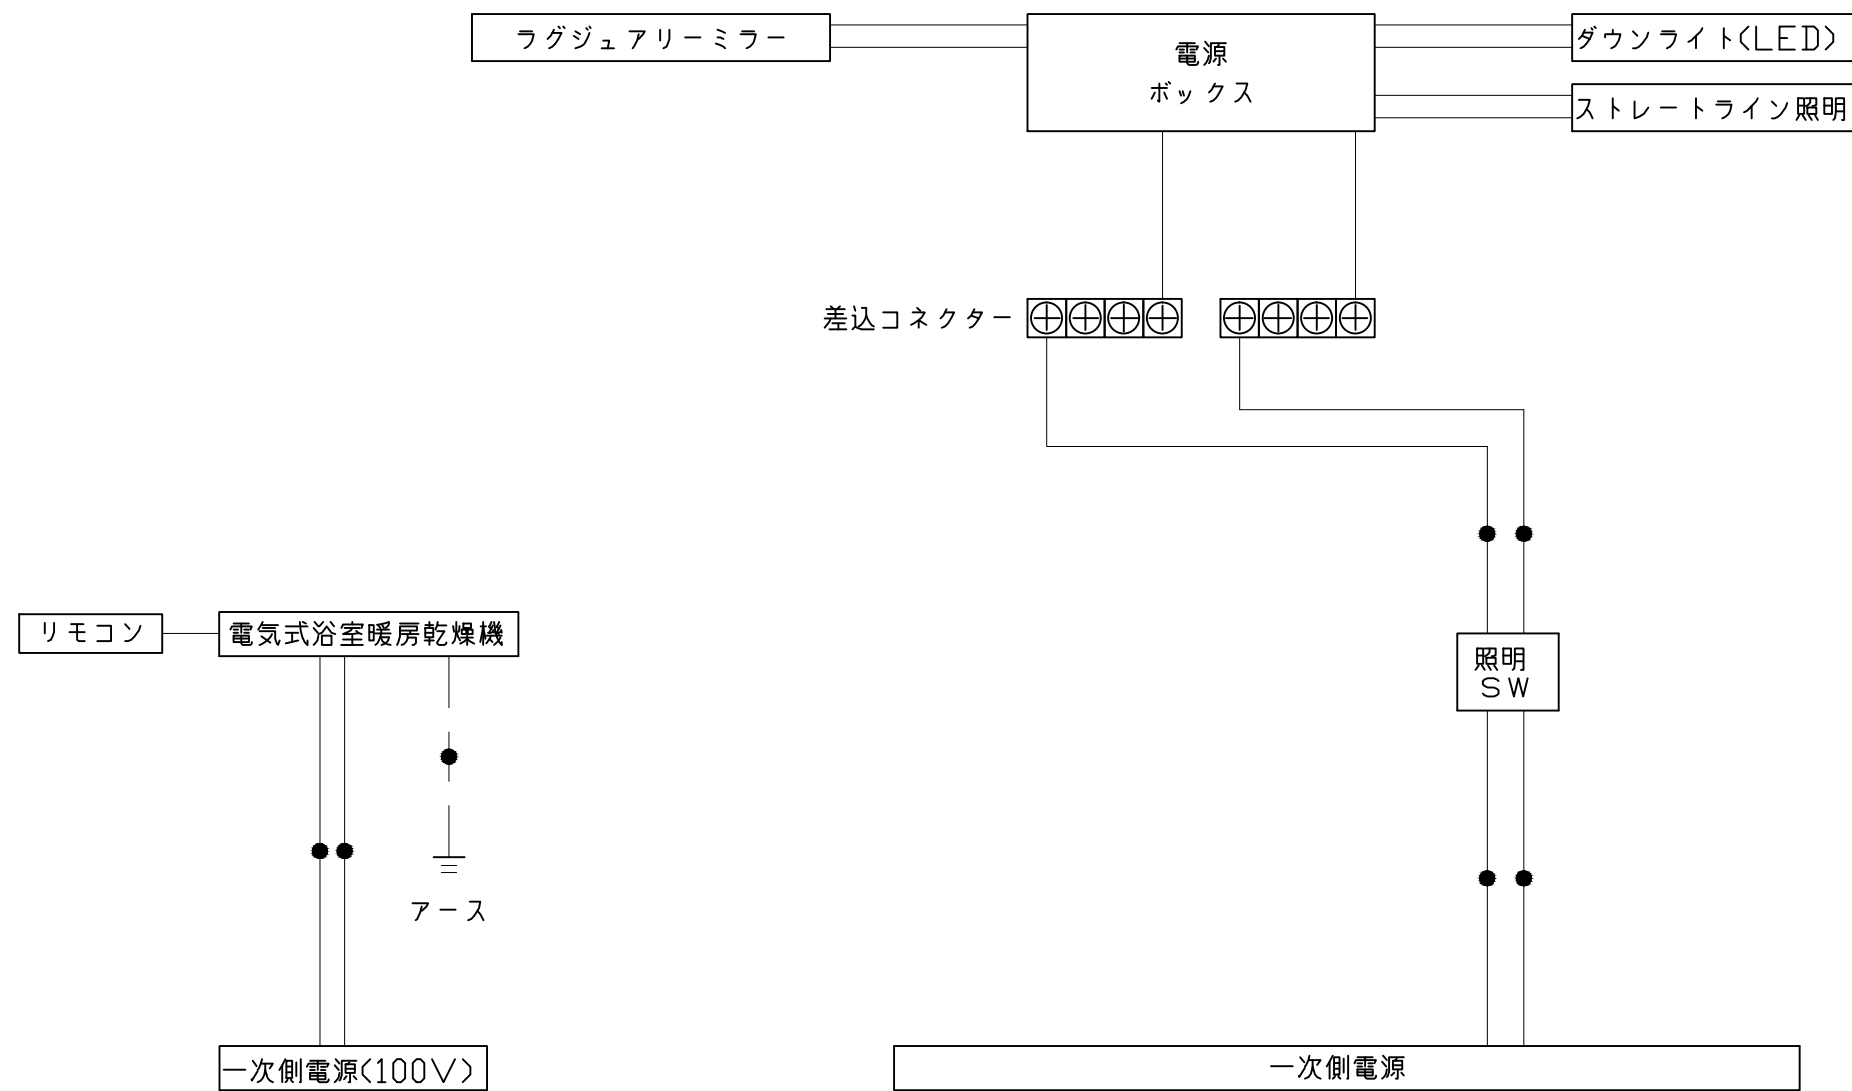 ラグジュアリーミラー
電源
ボックス
ダウンライト(LED)
ストレートライン照明
差込コネクター
リモコン
電気式浴室暖房乾燥機
照明
SW
アース
一次側電源(100V)
一次側電源